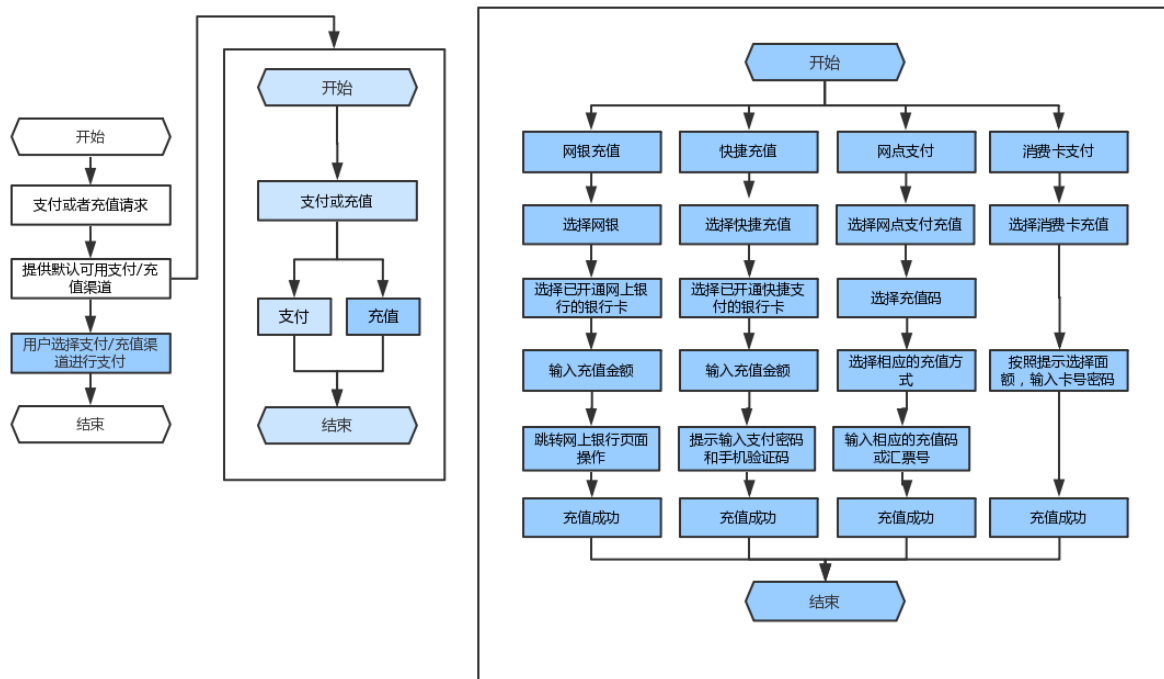 开始
支付或者充值请求
提供默认可用支付/充
值渠道
用户选择支付/充值渠
道进行支付
结束
开始
支付或充值
支付
充值
结束
开始
网银充值
快捷充值
网点支付
消费卡支付
选择网银
选择快捷充值
选择网点支付充值
选择消费卡充值
选择已开通网上银
行的银行卡
选择已开通快捷支
付的银行卡
选择充值码
输入充值金额
输入充值金额
选择相应的充值方
式
按照提示选择面
额，输入卡号密码
跳转网上银行页面
操作
提示输入支付密码
和手机验证码
输入相应的充值码
或汇票号
充值成功
充值成功
充值成功
充值成功
结束